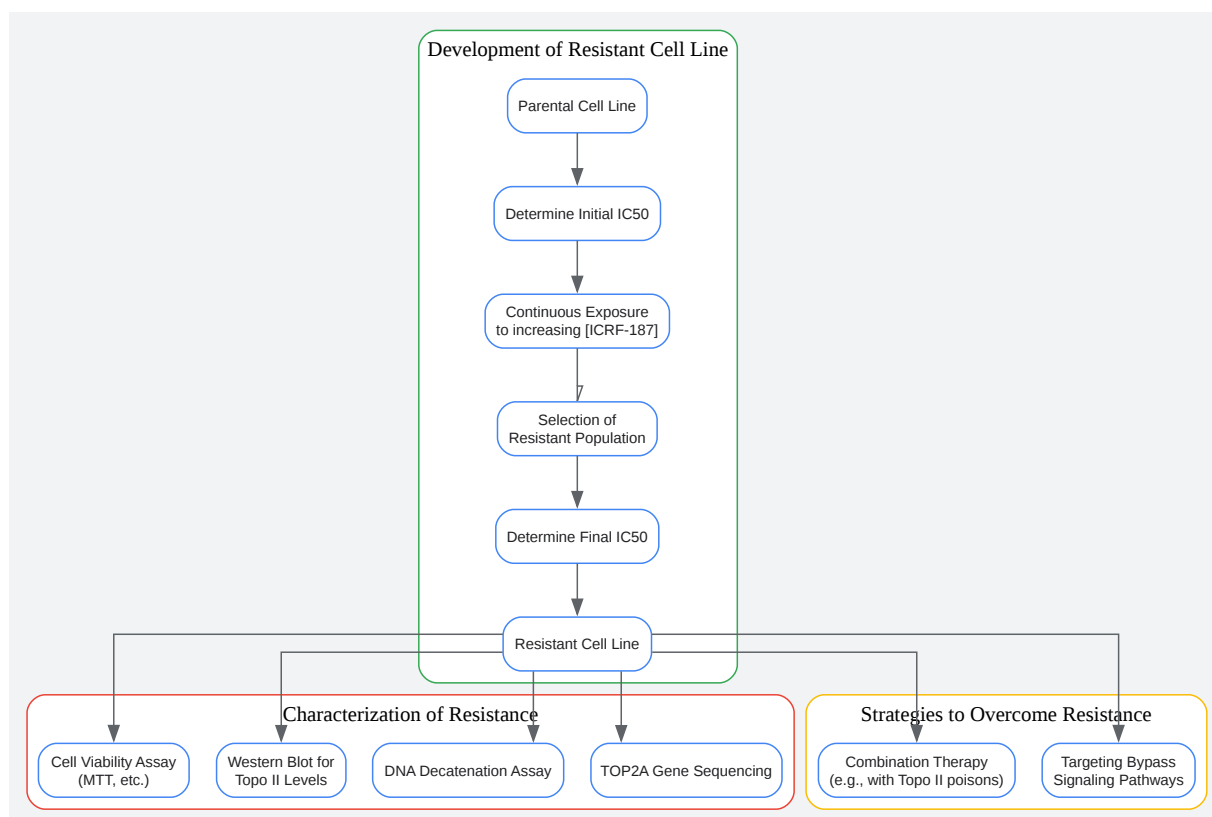 Development of Resistant Cell Line
Parental Cell Line
Determine Initial IC50
Continuous Exposure
to increasing [ICRF-187]
Selection of
Resistant Population
Determine Final IC50
Resistant Cell Line
Characterization of Resistance
Cell Viability Assay
(MTT, etc.)
Western Blot for
Topo II Levels
DNA Decatenation Assay
TOP2A Gene Sequencing
Strategies to Overcome Resistance
Combination Therapy
(e.g., with Topo II poisons)
Targeting Bypass
Signaling Pathways